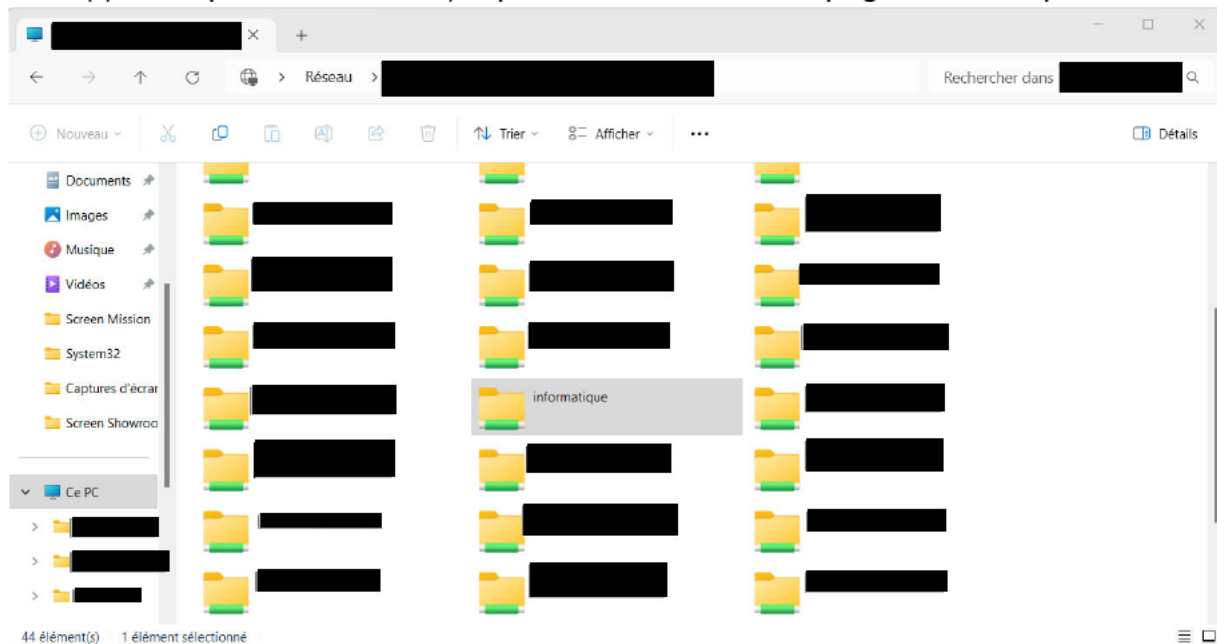 Réseau
Rechercher dans
Nouveau
Trier
Afficher
Détails
Documents
Images
Musique
Vidéos
Screen Mission
System32
Captures d'écrar
Screen Showroo
informatique
Ce PC
44 élément(s) 1 élément sélectionné